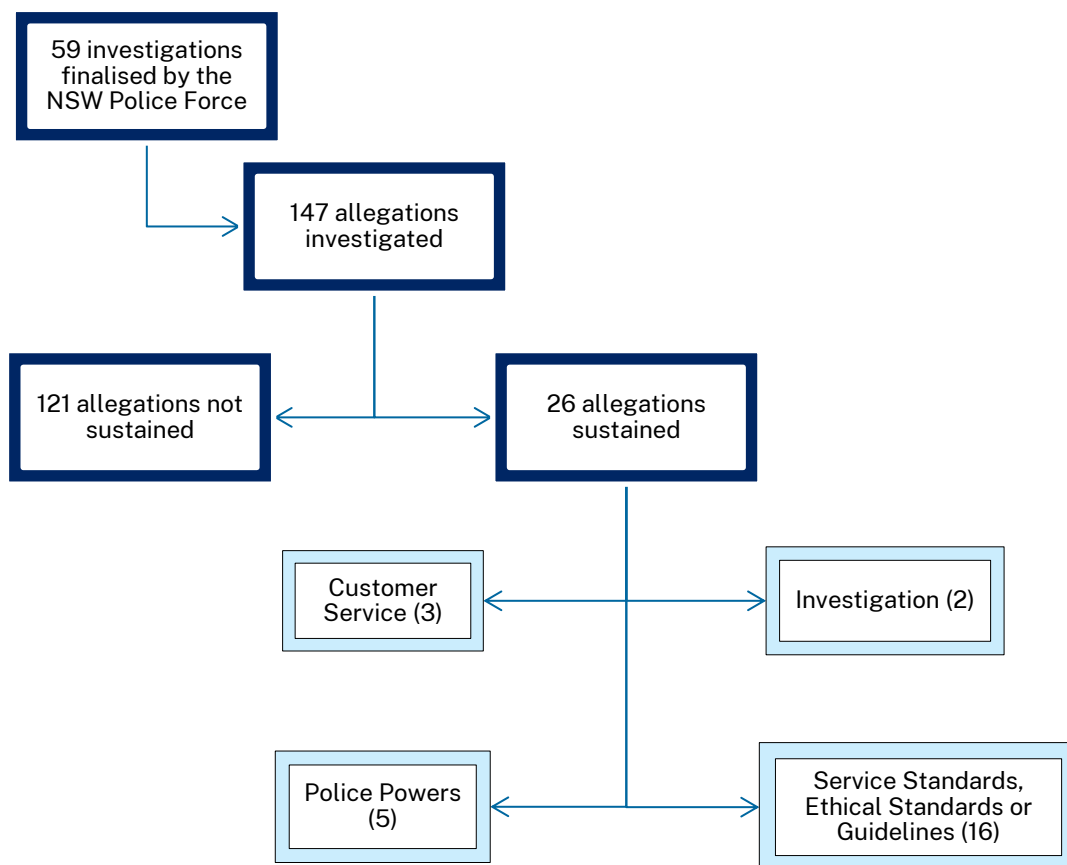 59 investigations
finalised by the
NSW Police Force
147 allegations
investigated
121 allegations not
sustained
26 allegations
sustained
Customer
Service (3)
Investigation (2)
Police Powers
(5)
Service Standards,
Ethical Standards or
Guidelines (16)